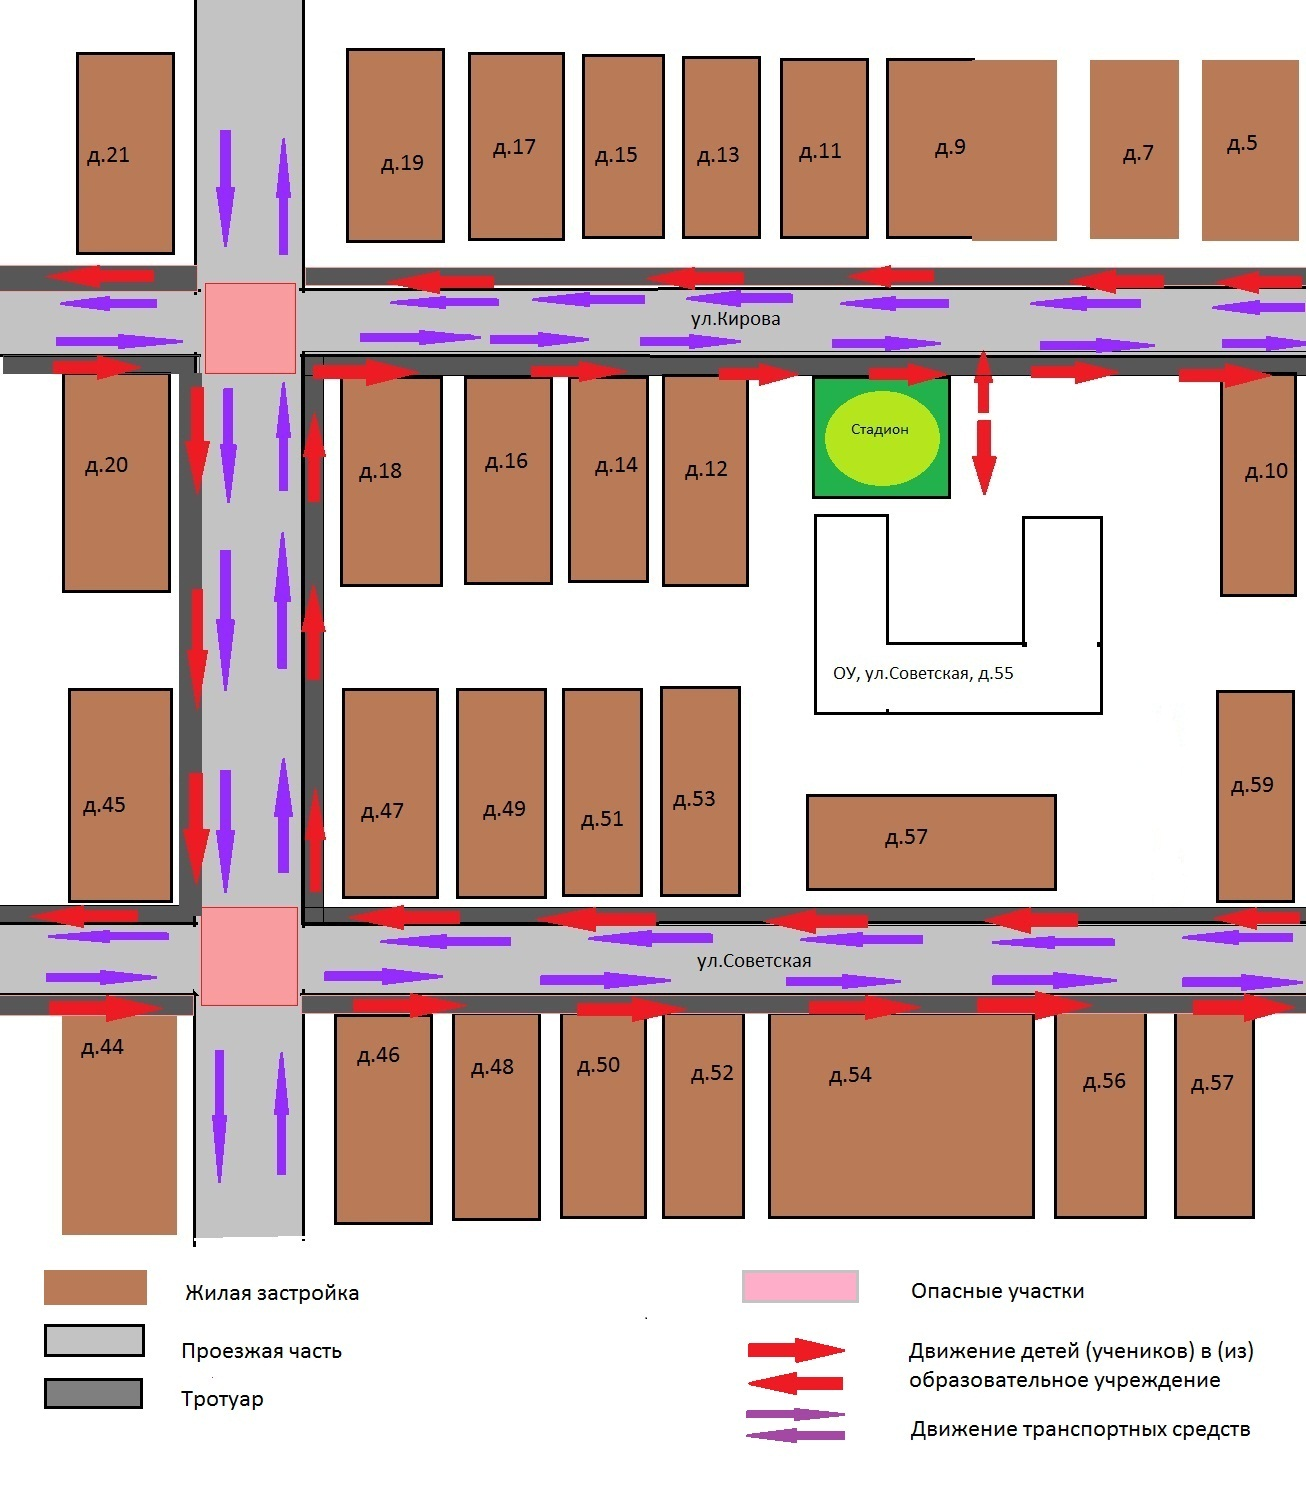 д.21
д.19
д.17
д.15
д.13
д.11
д.9
д.7
д.5
ул.Кирова
д.20
д.18
д.16
д.14
д.12
Стадион
д.10
ОУ, ул.Советская, д.55
д.45
д.47
д.49
д.51
д.53
д.57
д.59
ул.Советская
д.44
д.46
д.48
д.50
д.52
д.54
д.56
д.57
Жилая застройка
Проезжая часть
Тротуар
Опасные участки
Движение детей (учеников) в (из)
образовательное учреждение
Движение транспортных средств